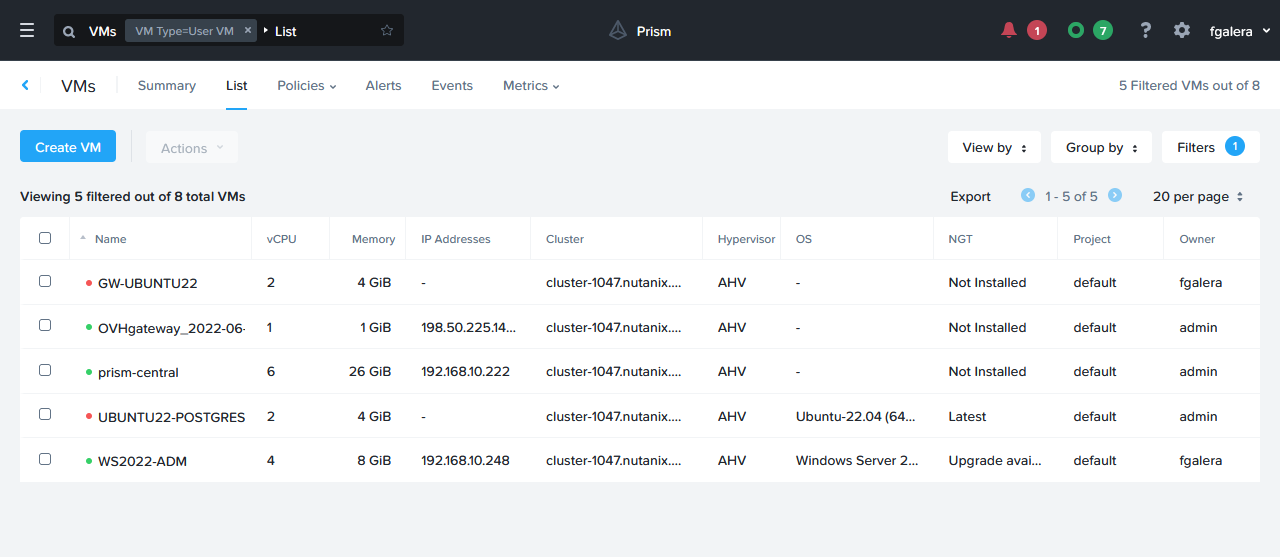 VMs VM Type=User VM × List Prism 1 7 ? fgalera
VMs Summary List Policies Alerts Events Metrics 5 Filtered VMs out of 8
Create VM Actions View by Group by Filters 1
Viewing 5 filtered out of 8 total VMs Export 1 - 5 of 5 20 per page
Name vCPU Memory IP Addresses Cluster Hypervisor OS NGT Project Owner
GW-UBUNTU22 2 4 GiB - cluster-1047.nutanix.... AHV - Not Installed default fgalera
OVHgateway_2022-06- 1 1 GiB 198.50.225.14... cluster-1047.nutanix.... AHV - Not Installed default admin
prism-central 6 26 GiB 192.168.10.222 cluster-1047.nutanix.... AHV - Not Installed default admin
UBUNTU22-POSTGRES 2 4 GiB - cluster-1047.nutanix.... AHV Ubuntu-22.04 (64... Latest default admin
WS2022-ADM 4 8 GiB 192.168.10.248 cluster-1047.nutanix.... AHV Windows Server 2... Upgrade avai... default fgalera